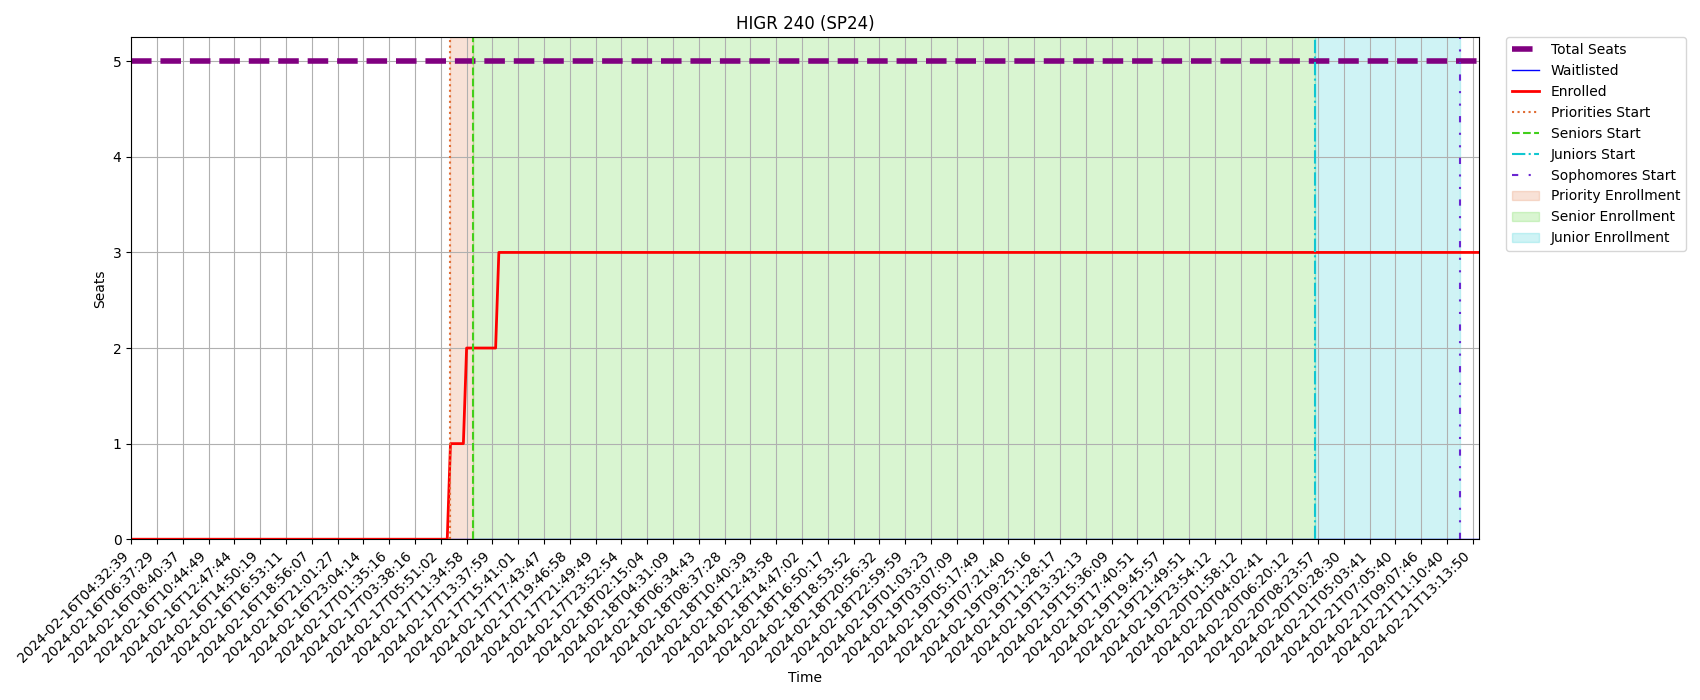 HIGR 240 (SP24)
Total Seats
Waitlisted
Enrolled
Priorities Start
Seniors Start
Juniors Start
Sophomores Start
Priority Enrollment
Senior Enrollment
Junior Enrollment
Seats
5
4
3
2
1
0
2024-02-16T04:32:39
2024-02-16T06:37:29
2024-02-16T08:40:37
2024-02-16T10:44:49
2024-02-16T12:47:44
2024-02-16T14:50:19
2024-02-16T16:53:11
2024-02-16T18:56:07
2024-02-16T21:01:27
2024-02-16T23:04:14
2024-02-17T01:35:16
2024-02-17T03:38:16
2024-02-17T05:51:02
2024-02-17T11:34:58
2024-02-17T13:37:59
2024-02-17T15:41:01
2024-02-17T17:43:47
2024-02-17T19:46:58
2024-02-17T21:49:49
2024-02-17T23:52:54
2024-02-18T02:15:04
2024-02-18T04:31:09
2024-02-18T06:34:43
2024-02-18T08:37:28
2024-02-18T10:40:39
2024-02-18T12:43:58
2024-02-18T14:47:02
2024-02-18T16:50:17
2024-02-18T18:53:52
2024-02-18T20:56:32
2024-02-18T22:59:59
2024-02-19T01:03:23
2024-02-19T03:07:09
2024-02-19T05:17:49
2024-02-19T07:21:40
2024-02-19T09:25:16
2024-02-19T11:28:17
2024-02-19T13:32:13
2024-02-19T15:36:09
2024-02-19T17:40:51
2024-02-19T19:45:57
2024-02-19T21:49:51
2024-02-19T23:54:12
2024-02-20T01:58:12
2024-02-20T04:02:41
2024-02-20T06:20:12
2024-02-20T08:23:57
2024-02-20T10:28:30
2024-02-21T05:03:41
2024-02-21T07:05:40
2024-02-21T09:07:46
2024-02-21T11:10:40
2024-02-21T13:13:50
Time